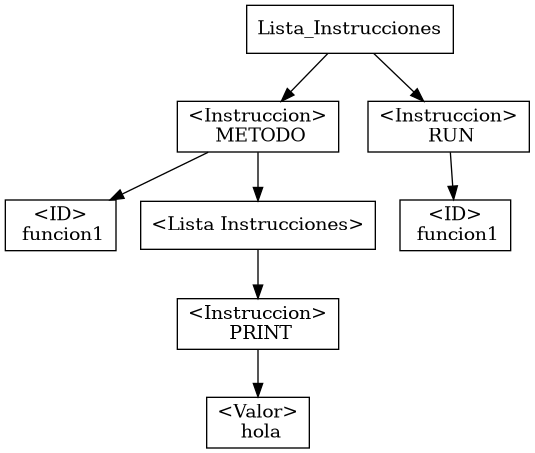 Lista_Instrucciones
<Instruccion>
METODO
<Instruccion>
RUN
<ID>
funcion1
<Lista Instrucciones>
<ID>
funcion1
<Instruccion>
PRINT
<Valor>
hola